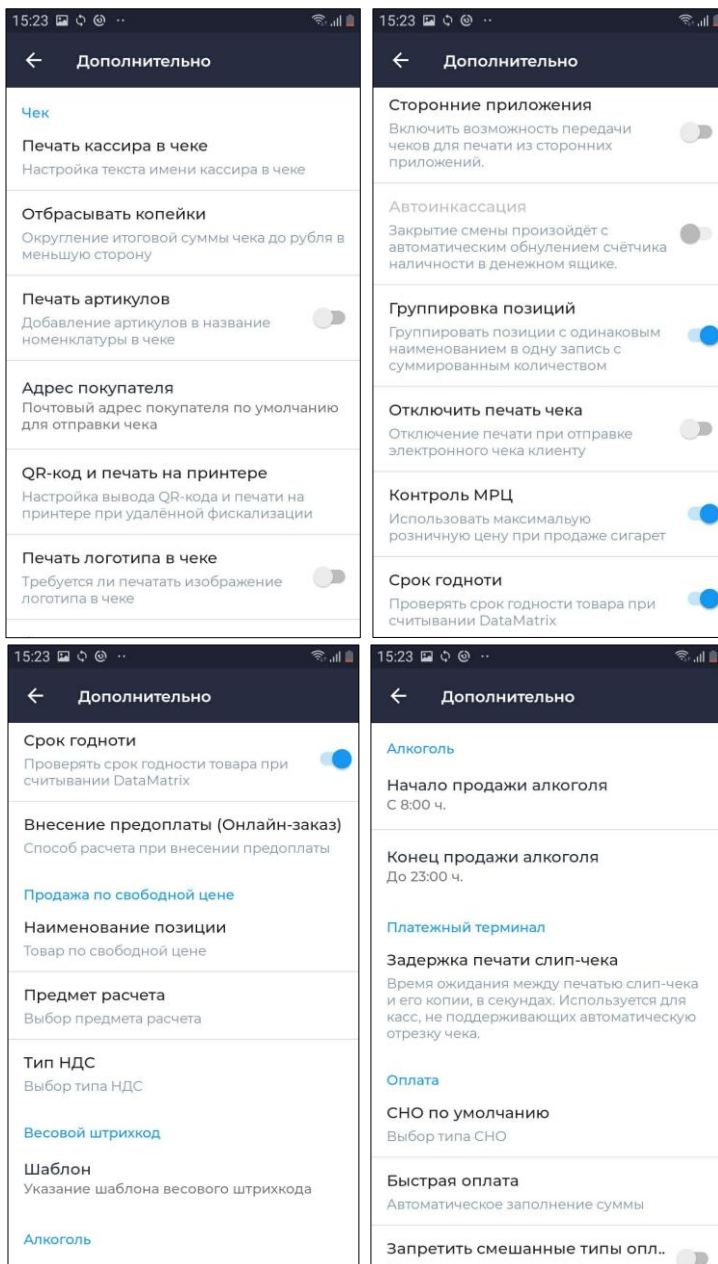 15:23
Дополнительно
Чек
Печать кассира в чеке
Настройка текста имени кассира в чеке
Отбрасывать копейки
Округление итоговой суммы чека до рубля в
меньшую сторону
Печать артикулов
Добавление артикулов в название
номенклатуры в чеке
Адрес покупателя
Почтовый адрес покупателя по умолчанию
для отправки чека
QR-код и печать на принтере
Настройка вывода QR-кода и печати на
принтере при удалённой фискализации
Печать логотипа в чеке
Требуется ли печатать изображение
логотипа в чеке
15:23
Дополнительно
Сторонние приложения
Включить возможность передачи
чеков для печати из сторонних
приложений.
Автоинкассация
Закрытие смены произойдёт с
автоматическим обнулением счётчика
наличности в денежном ящике.
Группировка позиций
Группировать позиции с одинаковым
наименованием в одну запись с
суммированным количеством
Отключить печать чека
Отключение печати при отправке
электронного чека клиенту
Контроль МРЦ
Использовать максимальую
розничную цену при продаже сигарет
Срок годноти
Проверять срок годности товара при
считывании DataMatrix
15:23
Дополнительно
Срок годноти
Проверять срок годности товара при
считывании DataMatrix
Внесение предоплаты (Онлайн-заказ)
Способ расчета при внесении предоплаты
Продажа по свободной цене
Наименование позиции
Товар по свободной цене
Предмет расчета
Выбор предмета расчета
Тип НДС
Выбор типа НДС
Весовой штрихкод
Шаблон
Указание шаблона весового штрихкода
Алкоголь
15:23
Дополнительно
Алкоголь
Начало продажи алкоголя
С 8:00 ч.
Конец продажи алкоголя
До 23:00 ч.
Платежный терминал
Задержка печати слип-чека
Время ожидания между печатью слип-чека
и его копии, в секундах. Используется для
касс, не поддерживающих автоматическую
отрезку чека.
Оплата
СНО по умолчанию
Выбор типа СНО
Быстрая оплата
Автоматическое заполнение суммы
Запретить смешанные типы опл..